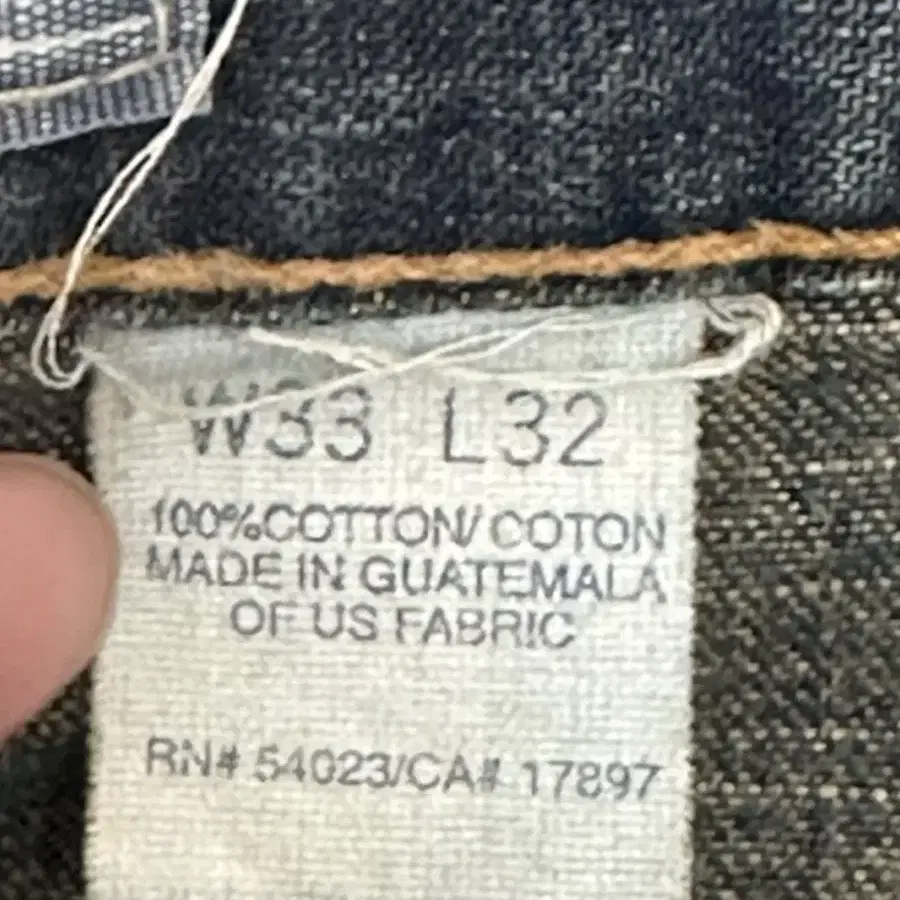 W33 L32
100%COTTON/COTON
MADE IN GUATEMALA
OF US FABRIC
RN# 54023/CA# 17897